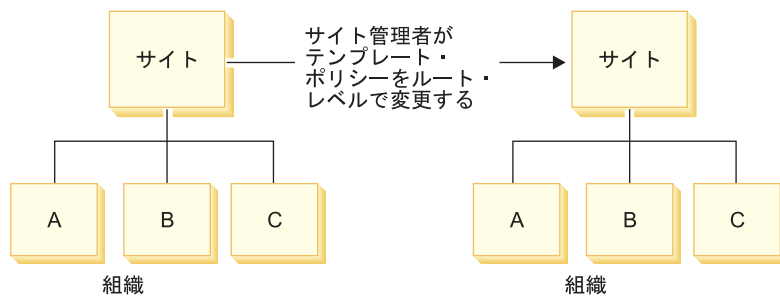 サイト
サイト管理者が
テンプレート・
ポリシーをルート・
レベルで変更する
サイト
A
B
C
組織
A
B
C
組織